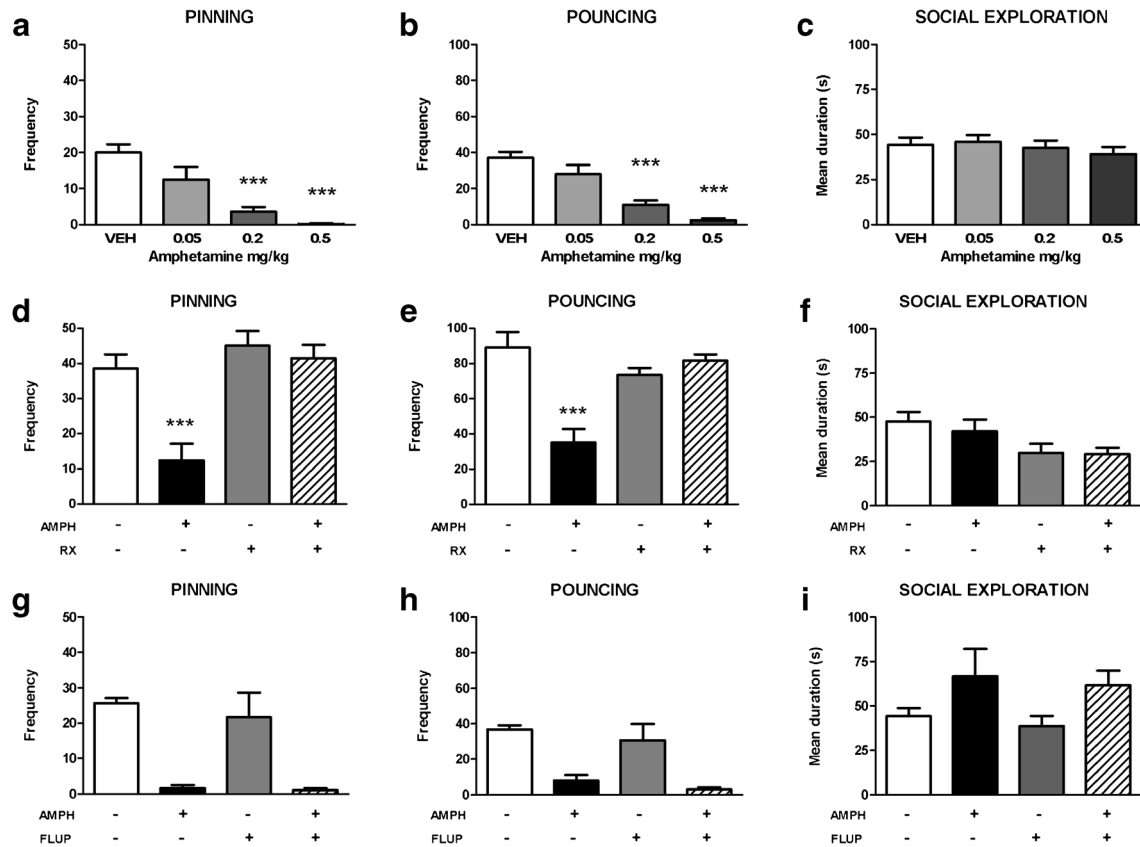 a PINNING
50
40
30
20
10
0
Frequency
*** ***
VEH 0.05 0.2 0.5
Amphetamine mg/kg
b POUCING
100
80
60
40
20
0
Frequency
*** ***
VEH 0.05 0.2 0.5
Amphetamine mg/kg
c SOCIAL EXPLORATION
100
75
50
25
0
Mean duration (s)
VEH 0.05 0.2 0.5
Amphetamine mg/kg
d PINNING
50
40
30
20
10
0
Frequency
***
AMPH - + - +
RX - - + +
e POUNCING
100
80
60
40
20
0
Frequency
***
- + - +
- - + +
f SOCIAL EXPLORATION
100
75
50
25
0
Mean duration (s)
AMPH - + - +
RX - - + +
g PINNING
50
40
30
20
10
0
Frequency
AMPH - + - +
FLUP - - + +
h POUNCING
100
80
60
40
20
0
Frequency
AMPH - + - +
FLUP - - + +
i SOCIAL EXPLORATION
100
75
50
25
0
Mean duration (s)
AMPH - + - +
FLUP - - + +